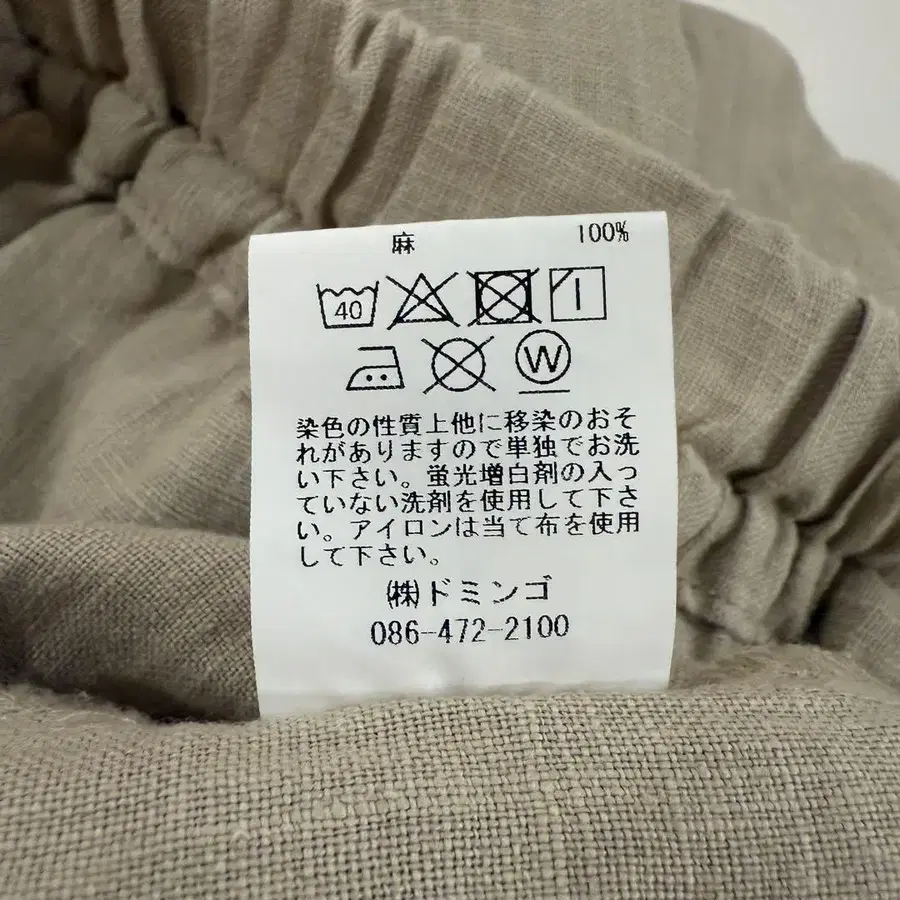 麻 100%
40
W
染色の性質上他に移染のおそ
れがありますので単独でお洗
い下さい。蛍光増白剤の入っ
ていない洗剤を使用して下さ
い。アイロンは当て布を使用
して下さい。
㈱ドミンゴ
086-472-2100